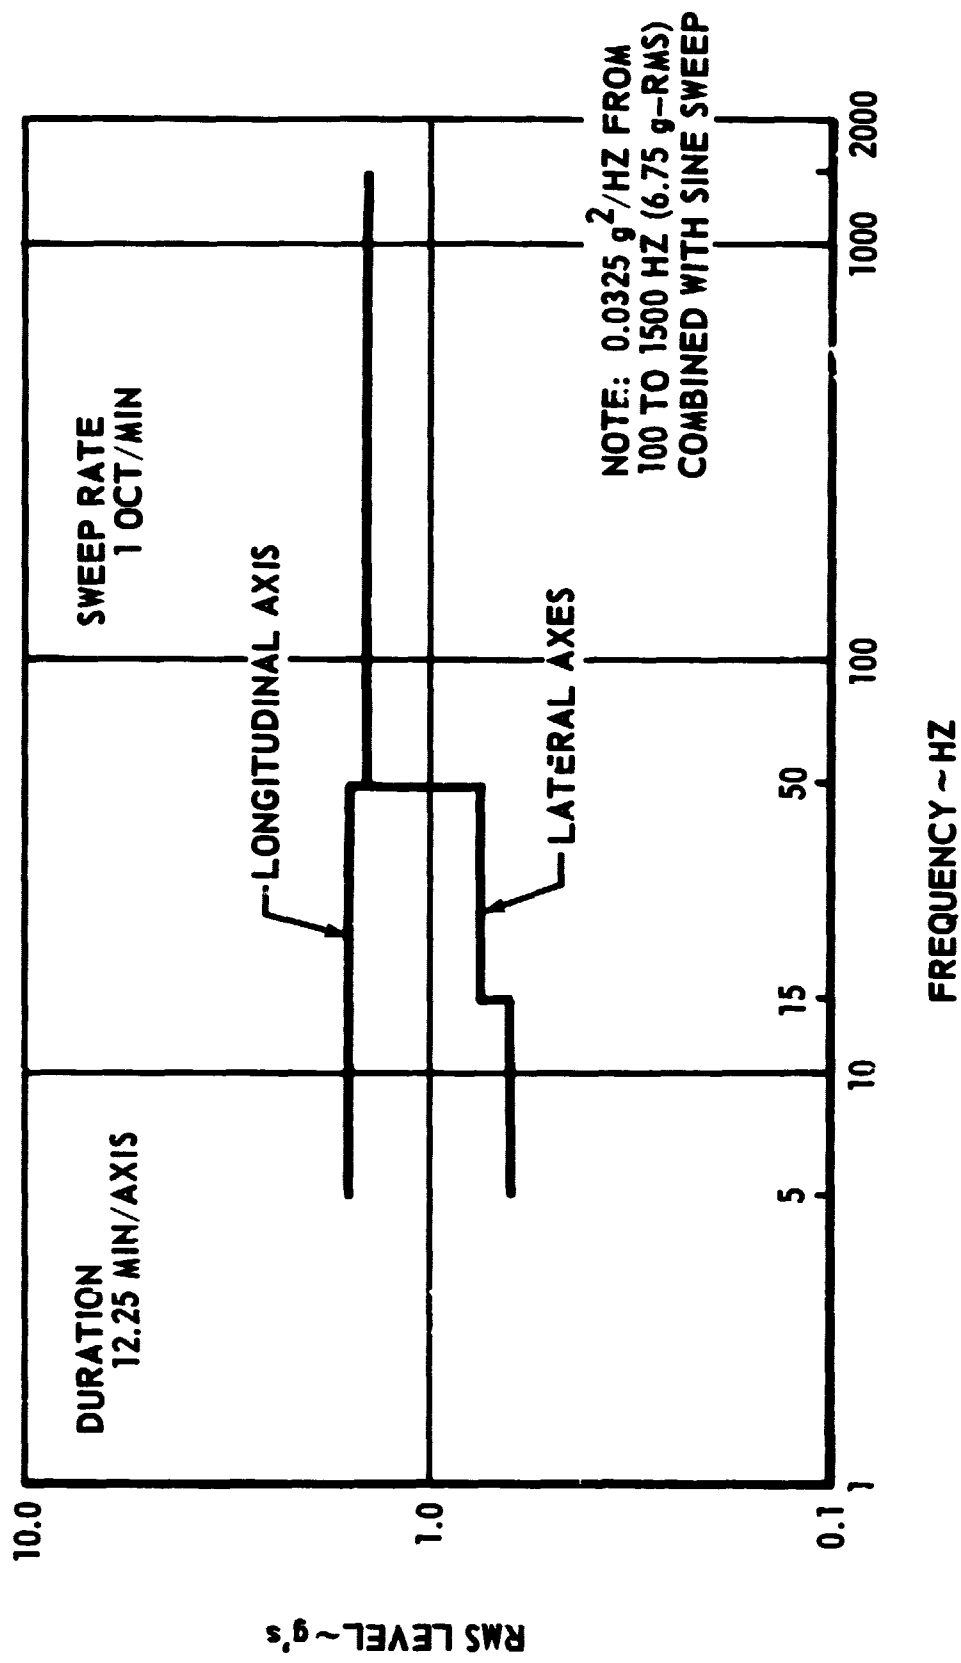 DURATION
12.25 MIN/AXIS
SWEEP RATE
1 OCT/MIN
LONGITUDINAL AXIS
LATERAL AXES
NOTE: 0.0325 g²/HZ FROM
100 TO 1500 HZ (6.75 g-RMS)
COMBINED WITH SINE SWEEP
10.0
1.0
0.1
RMS LEVEL~g's
1
5
10
15
50
100
1000
2000
FREQUENCY~HZ